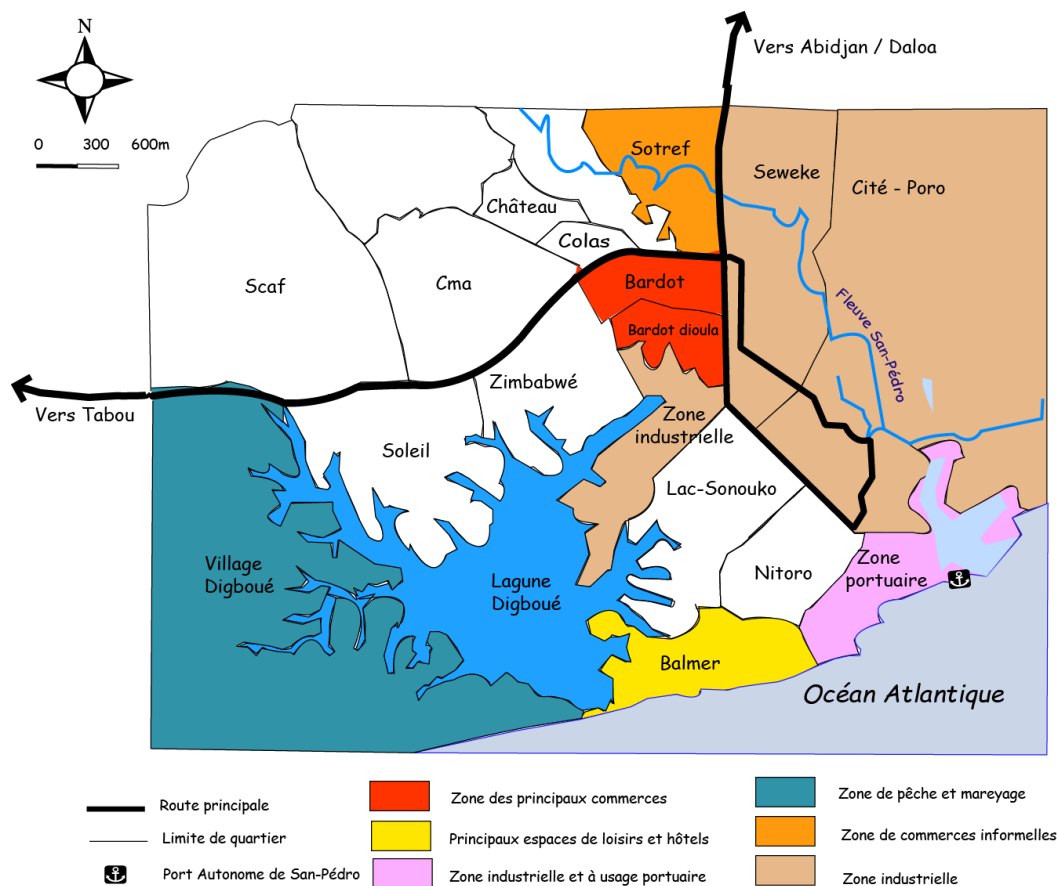 N
Vers Abidjan / Daloa
0 300 600m
Sotref
Seweke
Cité - Poro
Château
Colas
Scaf
Cma
Bardot
Bardot dioula
Fleuve San-Pédro
Zimbabwé
Vers Tabou
Zone
industrielle
Soleil
Lac-Sonouko
Village
Digboué
Lagune
Digboué
Nitoro
Zone
portuaire
Balmer
Océan Atlantique
Route principale
Limite de quartier
Port Autonome de San-Pédro
Zone des principaux commerces
Principaux espaces de loisirs et hôtels
Zone industrielle et à usage portuaire
Zone de pêche et mareyage
Zone de commerces informelles
Zone industrielle